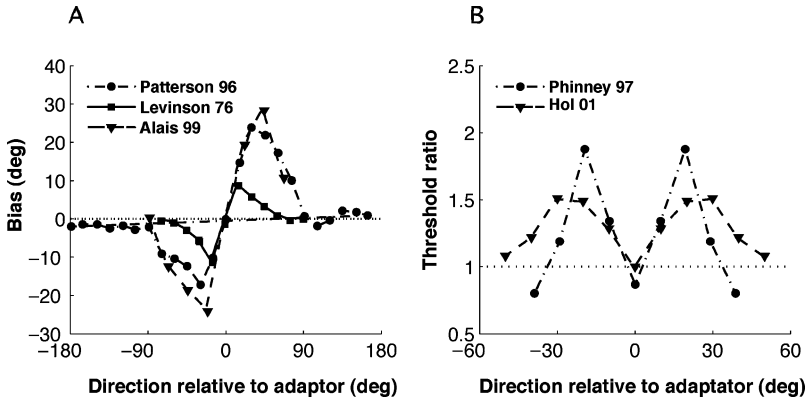 A
Patterson 96
Levinson 76
Alais 99
Bias (deg)
40
30
20
10
0
−10
−20
−30
−180
−90
0
90
180
Direction relative to adaptor (deg)
B
Phinney 97
Hol 01
Threshold ratio
2.5
2
1.5
1
0.5
−60
−30
0
30
60
Direction relative to adaptator (deg)